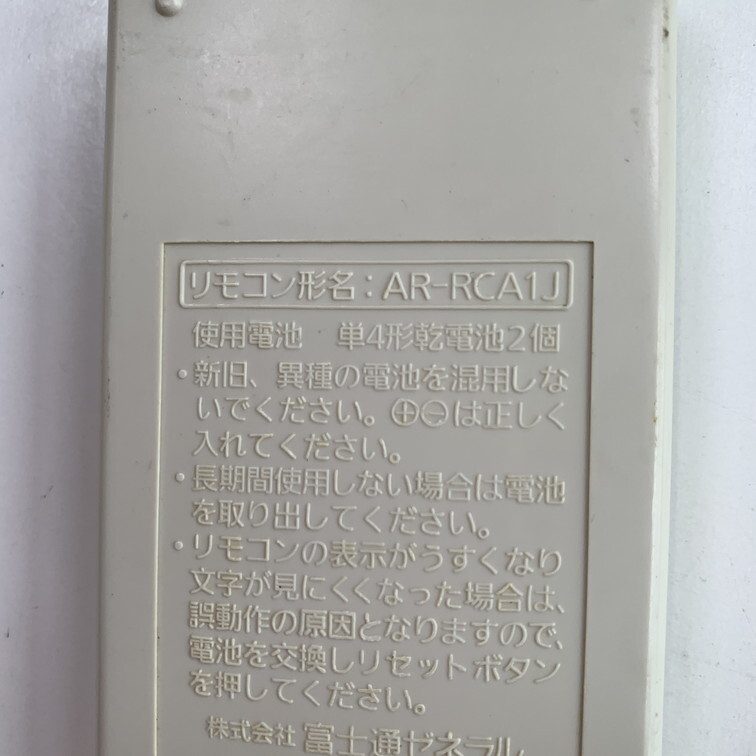 リモコン形名：AR-RCA1J
使用電池　単4形乾電池2個
・新旧、異種の電池を混用しな
いでください。⊕⊖は正しく
入れてください。
・長期間使用しない場合は電池
を取り出してください。
・リモコンの表示がうすくなり
文字が見にくくなった場合は、
誤動作の原因となりますので、
電池を交換しリセットボタン
を押してください。
株式会社 富士通ゼネラル